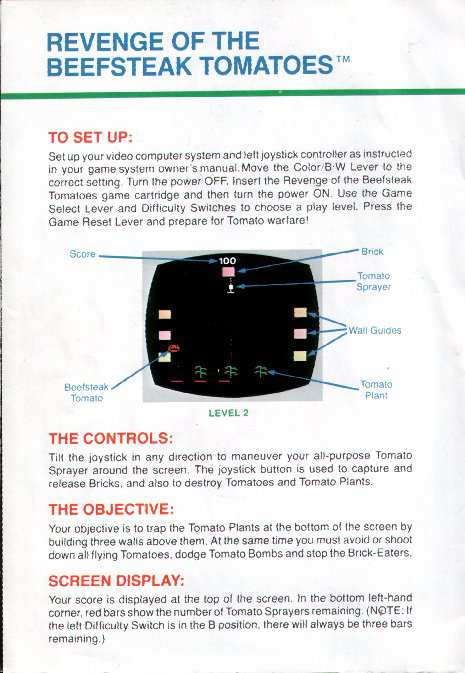 REVENGE OF THE
BEEFSTEAK TOMATOES™
TO SET UP:
Set up your video computer system and left joystick controller as instructed
in your game system owner's manual. Move the Color/B·W Lever to the
correct setting. Turn the power OFF. Insert the Revenge of the Beefsteak
Tomatoes game cartridge and then turn the power ON. Use the Game
Select Lever and Difficulty Switches to choose a play level. Press the
Game Reset Lever and prepare for Tomato warfare!
Score
100
Brick
Tomato
Sprayer
Wall Guides
Beefsteak
Tomato
Tomato
Plant
LEVEL 2
THE CONTROLS:
Tilt the joystick in any direction to maneuver your all-purpose Tomato
Sprayer around the screen. The joystick button is used to capture and
release Bricks, and also to destroy Tomatoes and Tomato Plants.
THE OBJECTIVE:
Your objective is to trap the Tomato Plants at the bottom of the screen by
building three walls above them. At the same time you must avoid or shoot
down all flying Tomatoes, dodge Tomato Bombs and stop the Brick-Eaters.
SCREEN DISPLAY:
Your score is displayed at the top of the screen. In the bottom left-hand
corner, red bars show the number of Tomato Sprayers remaining. (NOTE: If
the left Difficulty Switch is in the B position, there will always be three bars
remaining.)